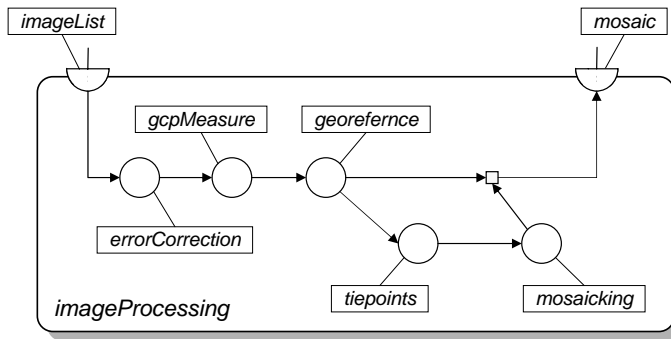 imageList
mosaic
gcpMeasure
georefernce
errorCorrection
tiepoints
mosaicking
imageProcessing